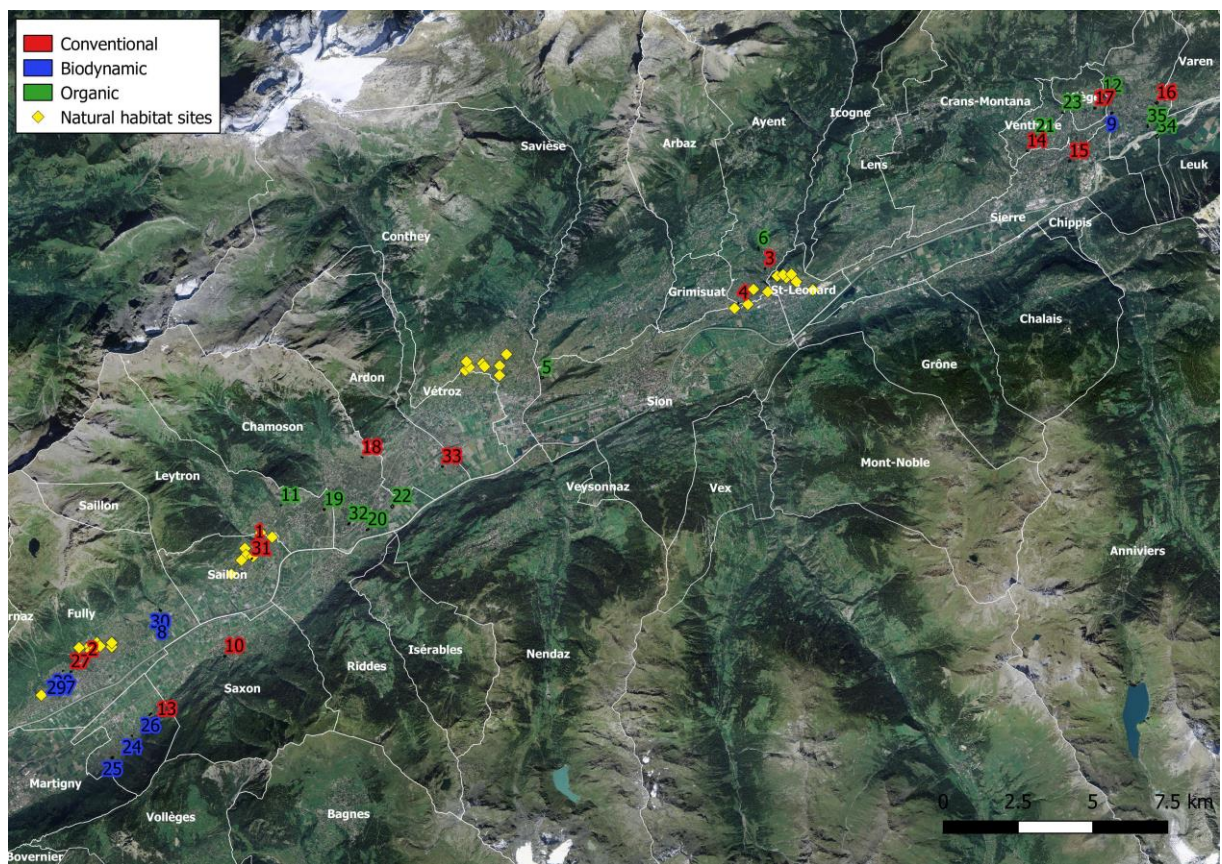 Conventional
Biodynamic
Organic
Natural habitat sites
Varen
Crans-Montana
12
16
17
23
35
34
9
Icogne
Ayent
Savièse
Arbaz
21
14
15
Lens
Leuk
Sierre
Chippis
Conthey
6
3
Grimisuat
4
St-Léonard
Chalais
Grône
Ardon
Vétroz
5
Sion
Chamoson
18
33
Mont-Noble
Leytron
Veysonnaz
Vex
11
19
22
32
20
Saillon
1
31
Saillon
Anniviers
Fully
30
8
2
27
10
Riddes
Isérables
Nendaz
Saxon
297
13
26
24
25
Martigny
Vollèges
Bagnes
Bovernier
0 2.5 5 7.5 km